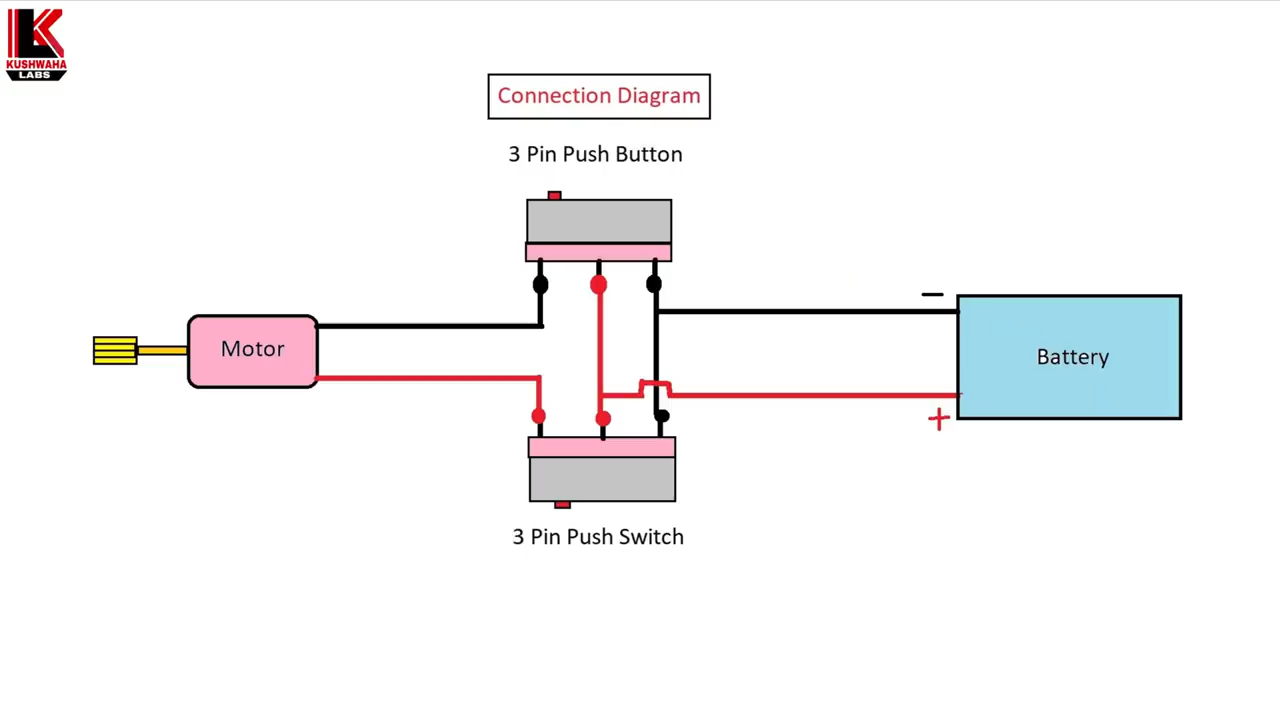 KUSHWAHA
LABS
Connection Diagram
3 Pin Push Button
−
Motor
Battery
+
3 Pin Push Switch